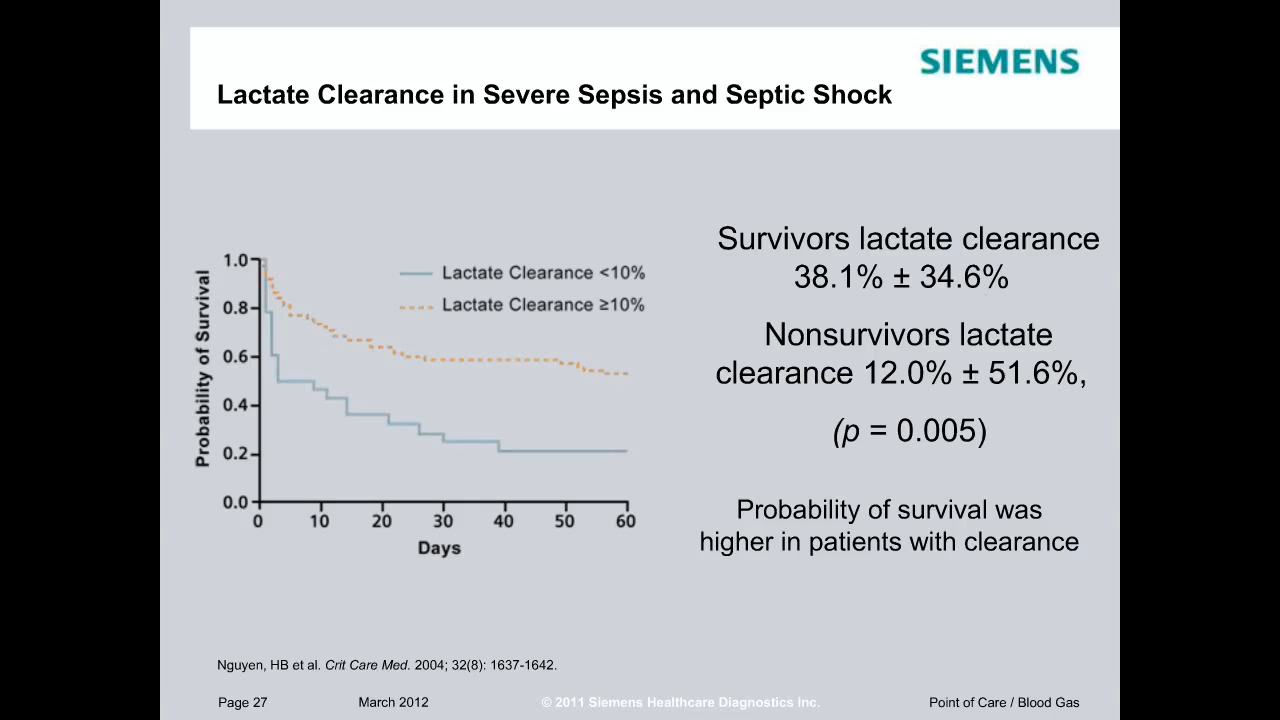 SIEMENS
Lactate Clearance in Severe Sepsis and Septic Shock
Survivors lactate clearance
38.1% ± 34.6%
Nonsurvivors lactate
clearance 12.0% ± 51.6%,
(p = 0.005)
Probability of survival was
higher in patients with clearance
Probability of Survival
1.0
0.8
0.6
0.4
0.2
0.0
0 10 20 30 40 50 60
Days
Lactate Clearance <10%
Lactate Clearance ≥10%
Nguyen, HB et al. Crit Care Med. 2004; 32(8): 1637-1642.
Page 27 March 2012 © 2011 Siemens Healthcare Diagnostics Inc. Point of Care / Blood Gas